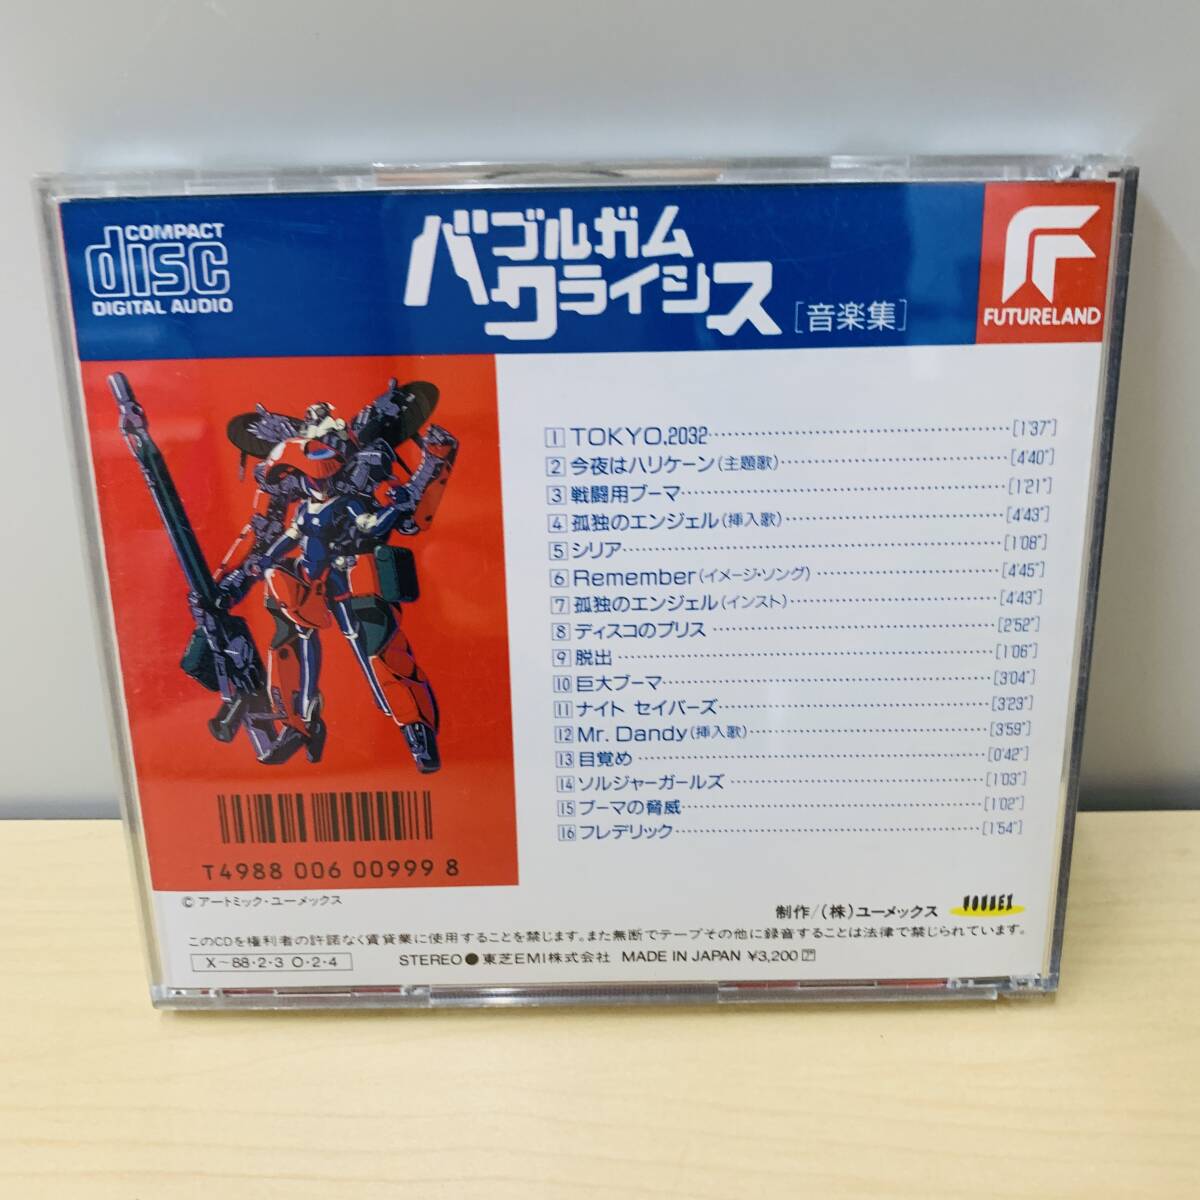 COMPACT
disc
DIGITAL AUDIO
バブルガム
クライシス
[音楽集]
FUTURELAND
1 TOKYO,2032 [1'37"]
2 今夜はハリケーン(主題歌) [4'40"]
3 戦闘用ブーマ [1'21"]
4 孤独のエンジェル(挿入歌) [4'43"]
5 シリア [1'08"]
6 Remember(イメージ・ソング) [4'45"]
7 孤独のエンジェル(インスト) [4'43"]
8 ディスコのプリス [2'52"]
9 脱出 [1'06"]
10 巨大ブーマ [3'04"]
11 ナイト セイバーズ [3'23"]
12 Mr. Dandy(挿入歌) [3'59"]
13 目覚め [0'42"]
14 ソルジャーガールズ [1'03"]
15 ブーマの脅威 [1'02"]
16 フレデリック [1'54"]
T4988 006 00999 8
© アートミック・ユーメックス
制作/(株)ユーメックス YOUMEX
このCDを権利者の許諾なく賃貸業に使用することを禁じます。また無断でテープその他に録音することは法律で禁じられています。
X~88・2・3 O・2・4
STEREO ● 東芝EMI株式会社 MADE IN JAPAN ¥3,200